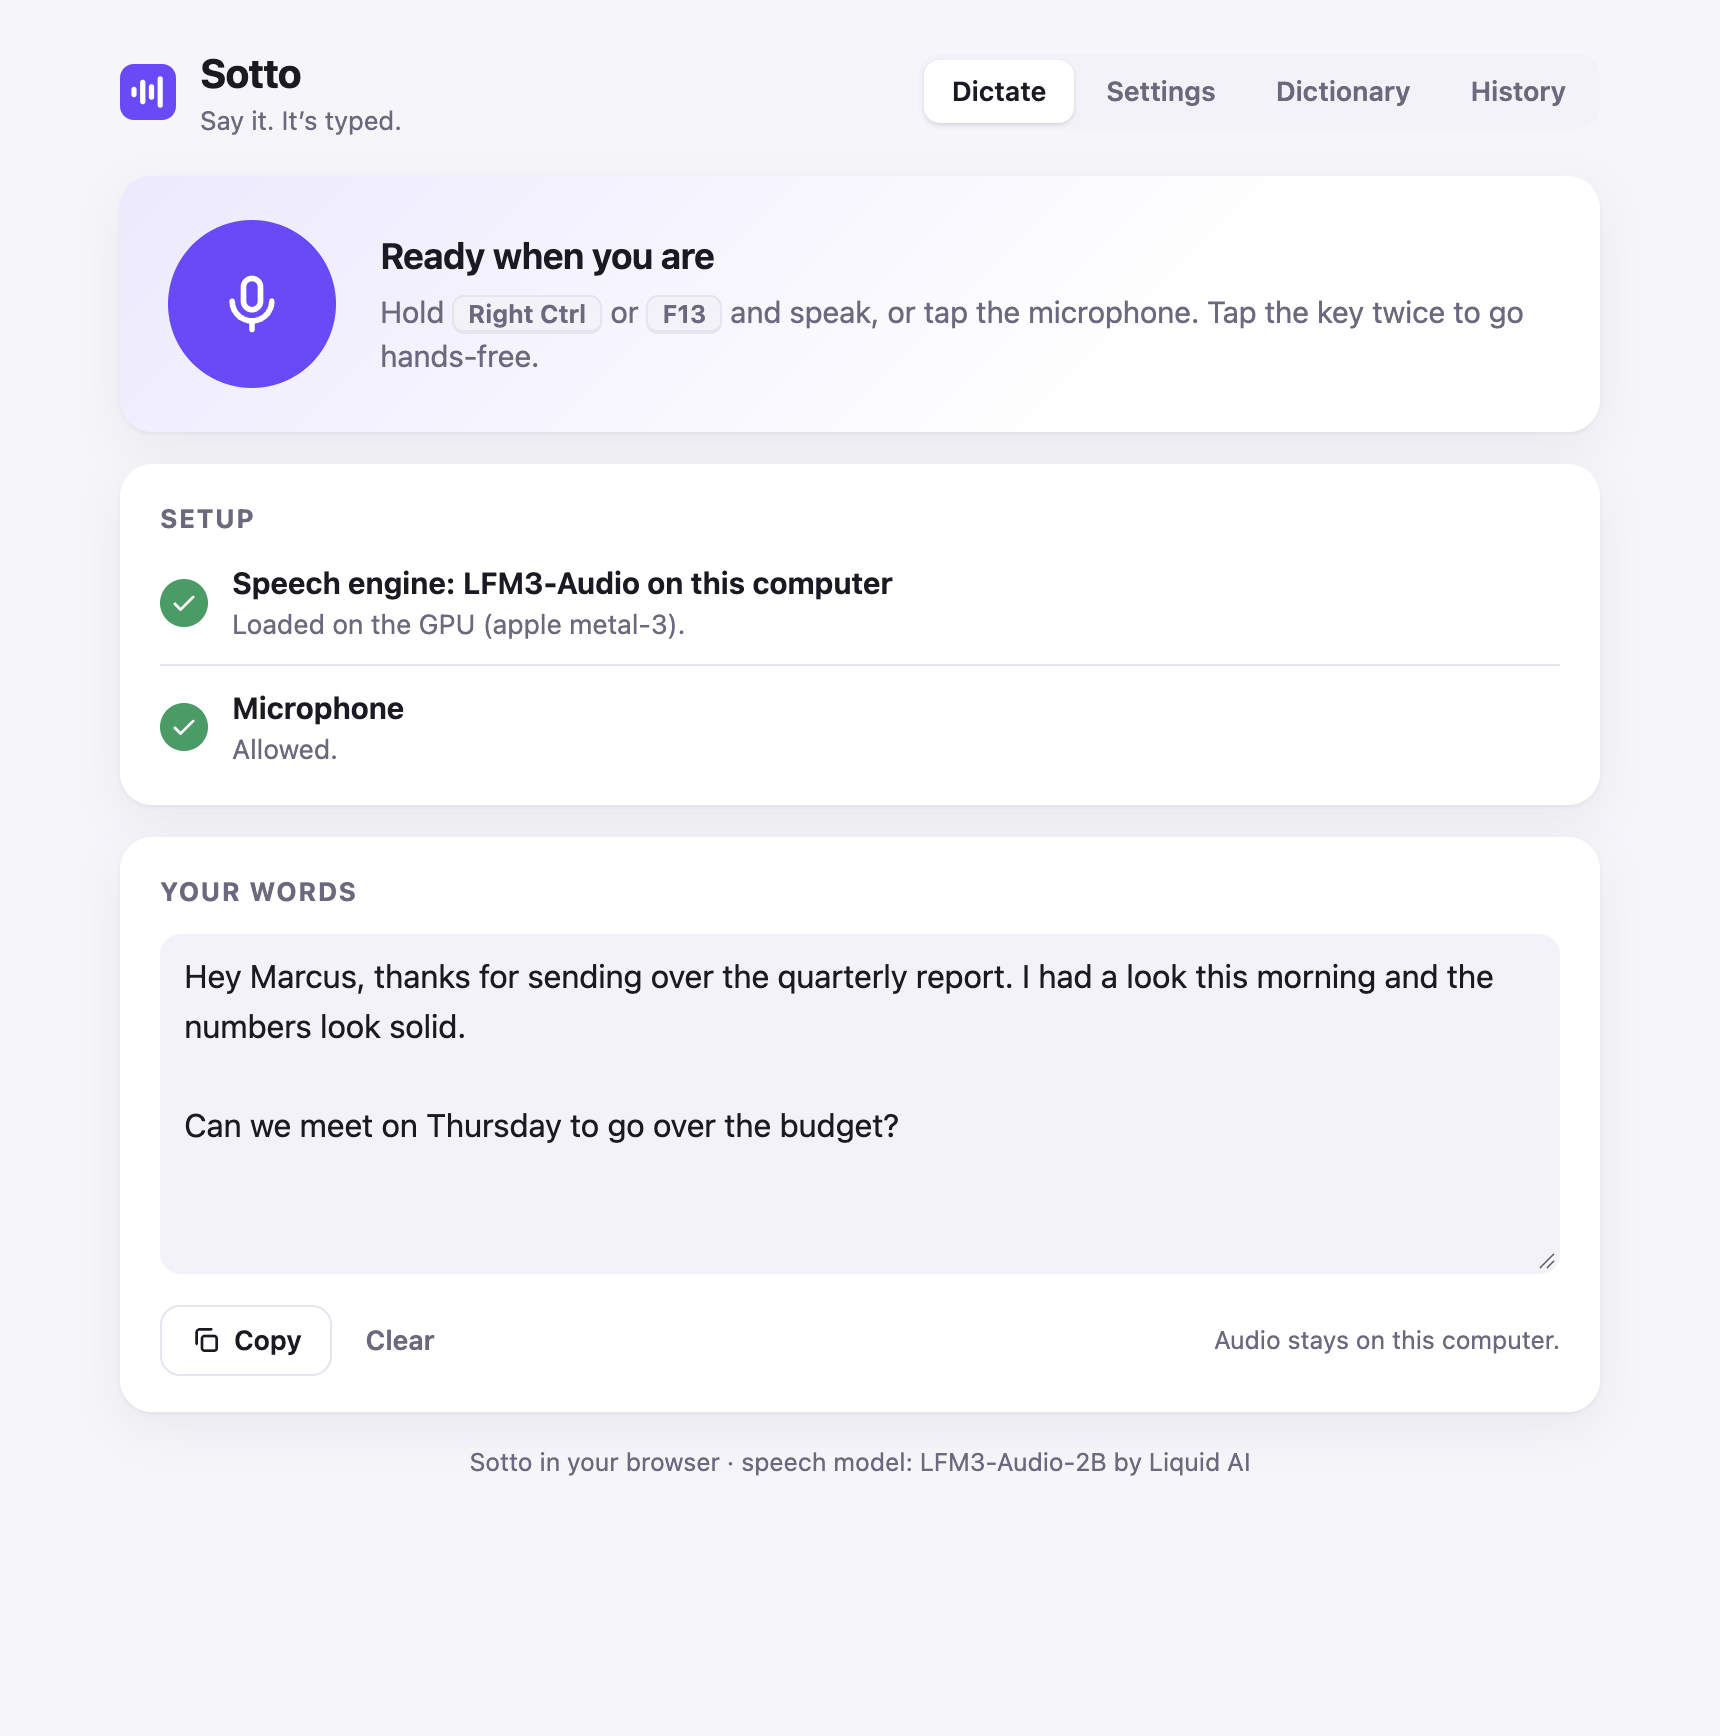 Sotto
Say it. It’s typed.
Dictate Settings Dictionary History
Ready when you are
Hold Right Ctrl or F13 and speak, or tap the microphone. Tap the key twice to go
hands-free.
SETUP
Speech engine: LFM3-Audio on this computer
Loaded on the GPU (apple metal-3).
Microphone
Allowed.
YOUR WORDS
Hey Marcus, thanks for sending over the quarterly report. I had a look this morning and the
numbers look solid.
Can we meet on Thursday to go over the budget?
Copy Clear Audio stays on this computer.
Sotto in your browser · speech model: LFM3-Audio-2B by Liquid AI